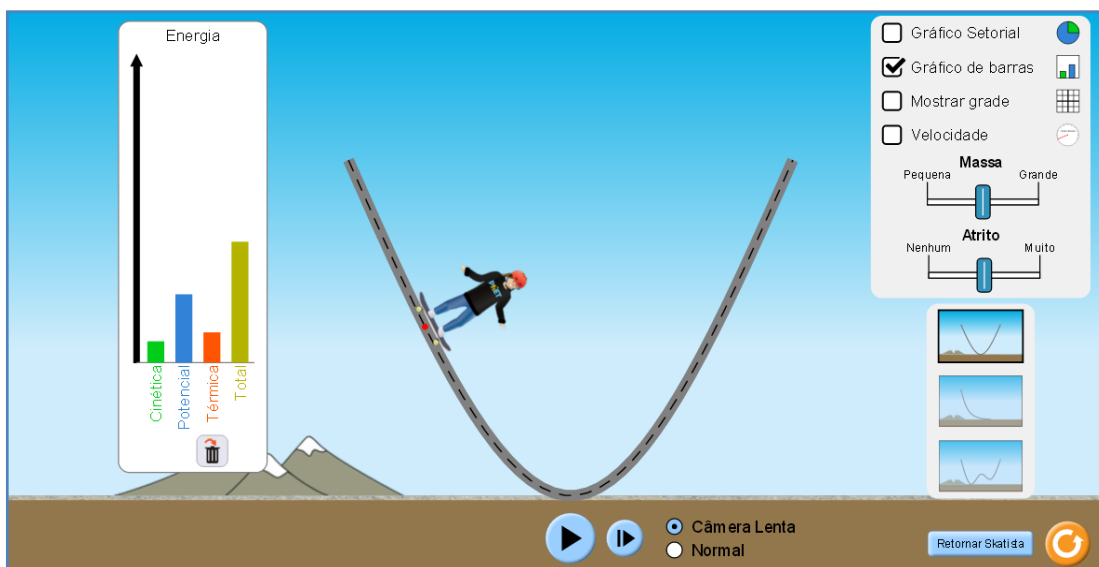 Energia
Cinética
Potencial
Térmica
Total
PhET
Gráfico Setorial
Gráfico de barras
Mostrar grade
Velocidade
Massa
Pequena
Grande
Atrito
Nenhum
Muito
Câmera Lenta
Normal
Retornar Skatista